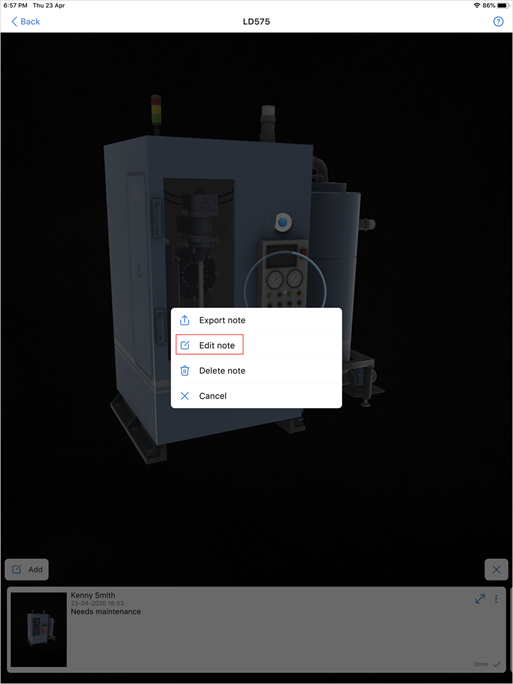 6:57 PM Thu 23 Apr 86%
Back LD575
Export note
Edit note
Delete note
Cancel
Add
Kenny Smith
23-04-2020 18:53
Needs maintenance
Done